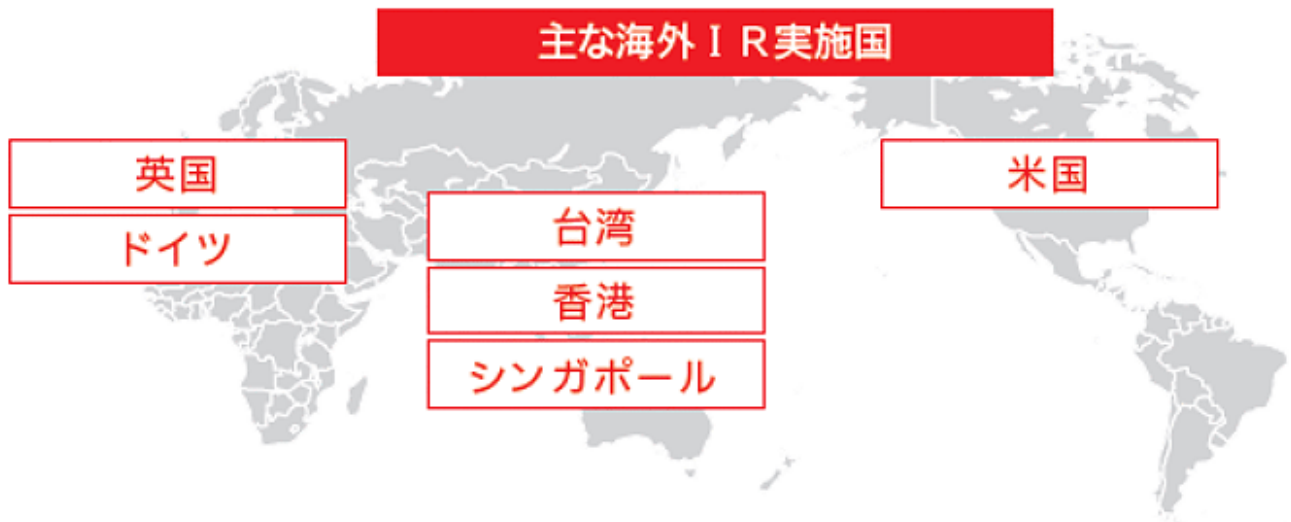 主な海外ＩＲ実施国
英国
ドイツ
台湾
香港
シンガポール
米国